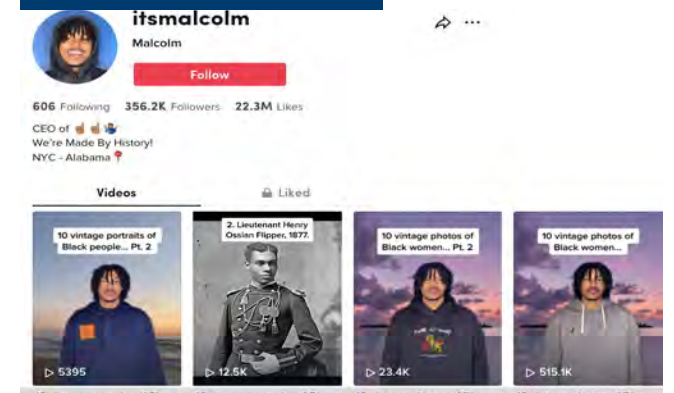 itsmalcolm
Malcolm
Follow
606 Following 356.2K Followers 22.3M Likes
CEO of ☝🏽☝🏽🤷🏽‍♂️
We're Made By History!
NYC - Alabama📍
Videos
Liked
10 vintage portraits of
Black people... Pt. 2
5395
2. Lieutenant Henry
Ossian Flipper, 1877.
12.5K
10 vintage photos of
Black women... Pt. 2
23.4K
10 vintage photos of
Black women...
515.1K